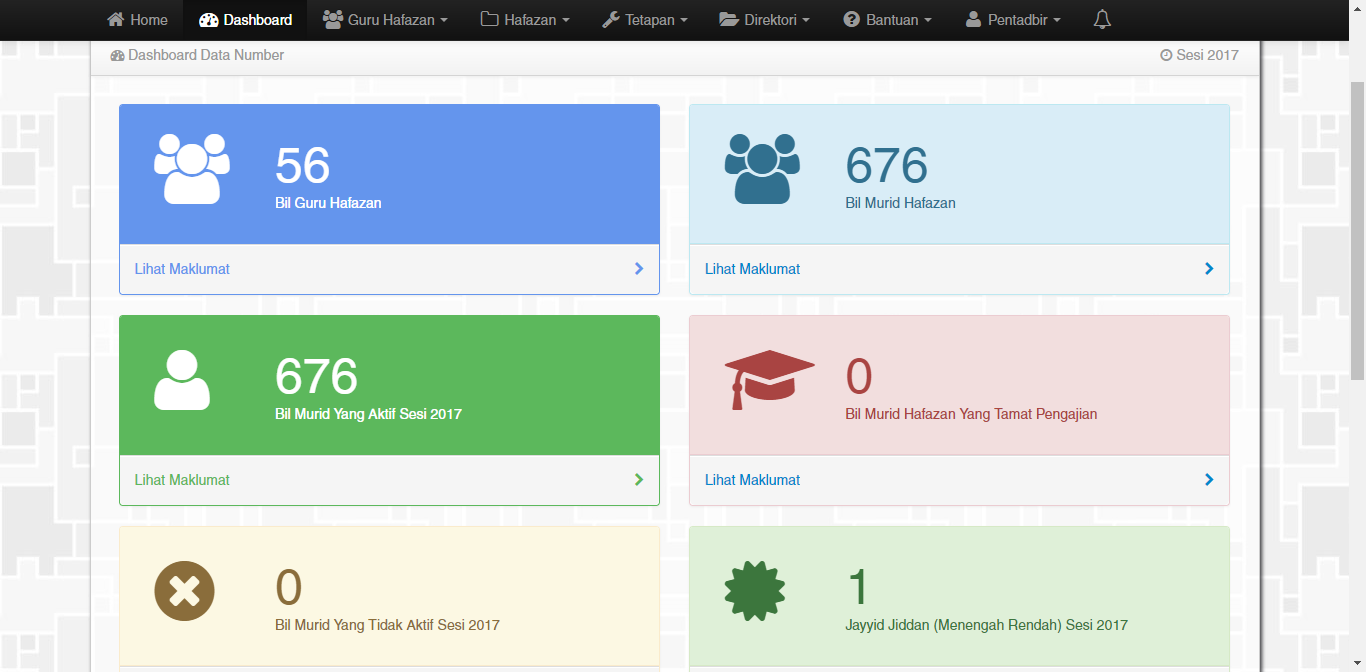 Home Dashboard Guru Hafazan Hafazan Tetapan Direktori Bantuan Pentadbir
Dashboard Data Number Sesi 2017
56
Bil Guru Hafazan
Lihat Maklumat
676
Bil Murid Hafazan
Lihat Maklumat
676
Bil Murid Yang Aktif Sesi 2017
Lihat Maklumat
0
Bil Murid Hafazan Yang Tamat Pengajian
Lihat Maklumat
0
Bil Murid Yang Tidak Aktif Sesi 2017
1
Jayyid Jiddan (Menengah Rendah) Sesi 2017